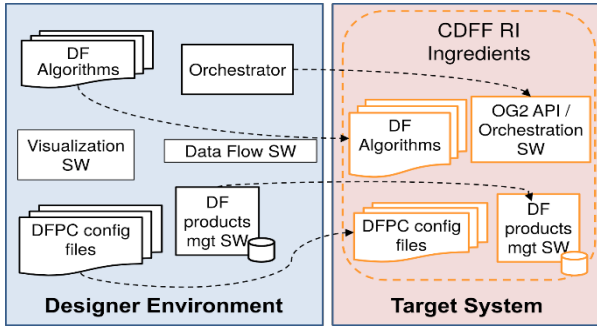 DF
Algorithms
Orchestrator
Visualization
SW
Data Flow SW
DFPC config
files
DF
products
mgt SW
Designer Environment
CDFF RI
Ingredients
DF
Algorithms
OG2 API /
Orchestration
SW
DFPC config
files
DF
products
mgt SW
Target System